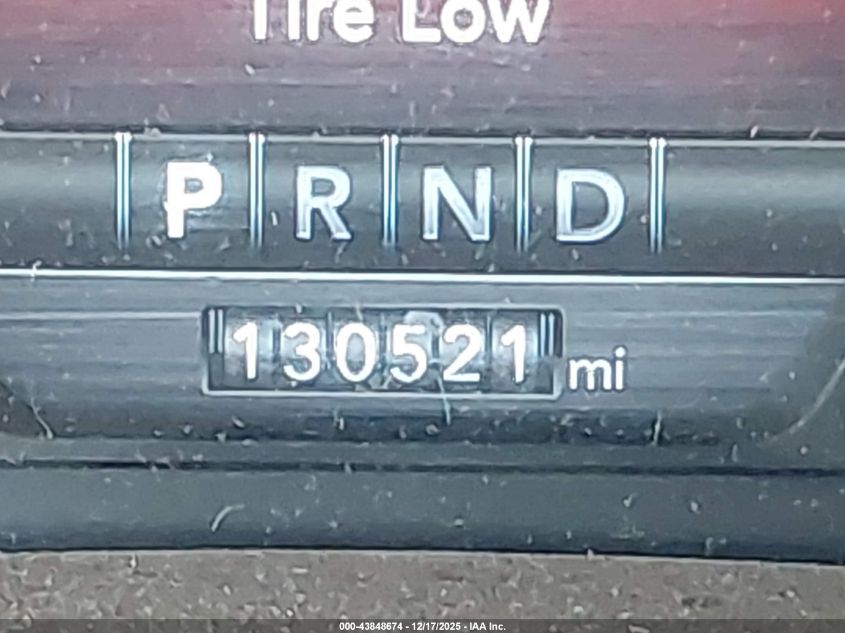 Tire Low
P R N D
130521 mi
000-43848674 - 12/17/2025 - IAA Inc.